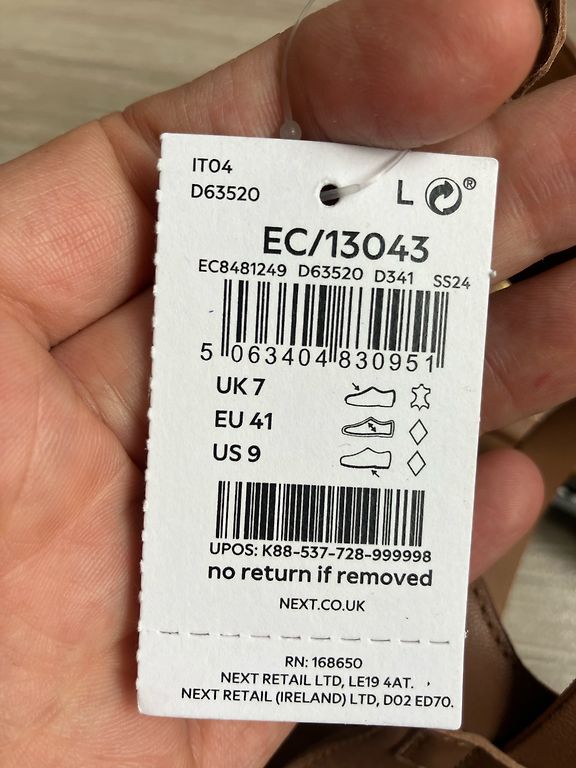 IT04
D63520
L ®
EC/13043
EC8481249 D63520 D341 SS24
5 063404 830951
UK 7
EU 41
US 9
UPOS: K88-537-728-999998
no return if removed
NEXT.CO.UK
RN: 168650
NEXT RETAIL LTD, LE19 4AT.
NEXT RETAIL (IRELAND) LTD, D02 ED70.